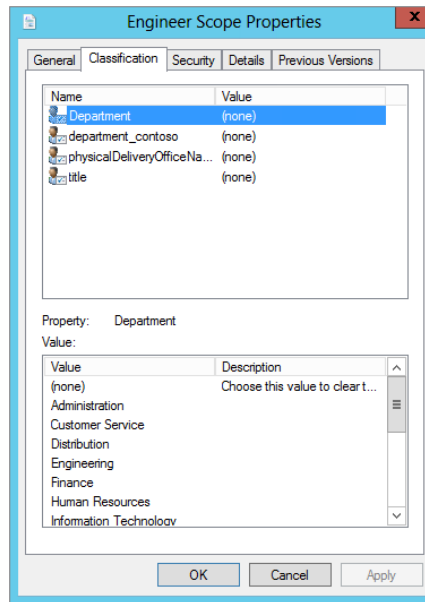 Engineer Scope Properties
x
General Classification Security Details Previous Versions
Name Value
Department (none)
department_contoso (none)
physicalDeliveryOfficeNa... (none)
title (none)
Property: Department
Value:
Value Description
(none) Choose this value to clear t...
Administration
Customer Service
Distribution
Engineering
Finance
Human Resources
Information Technology
OK Cancel Apply